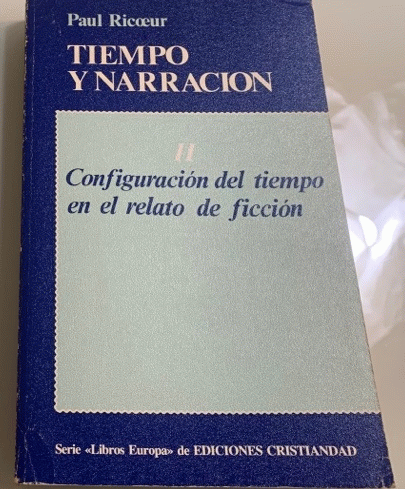 Paul Ricœur
TIEMPO
Y NARRACION
II
Configuración del tiempo
en el relato de ficción
Serie «Libros Europa» de EDICIONES CRISTIANDAD